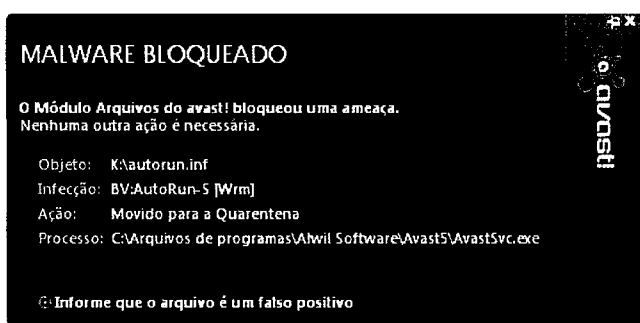 MALWARE BLOQUEADO
avast!
O Módulo Arquivos do avast! bloqueou uma ameaça.
Nenhuma outra ação é necessária.
Objeto: K:\autorun.inf
Infecção: BV:AutoRun-S [Wrm]
Ação: Movido para a Quarentena
Processo: C:\Arquivos de programas\Alwil Software\Avast5\AvastSvc.exe
Informe que o arquivo é um falso positivo